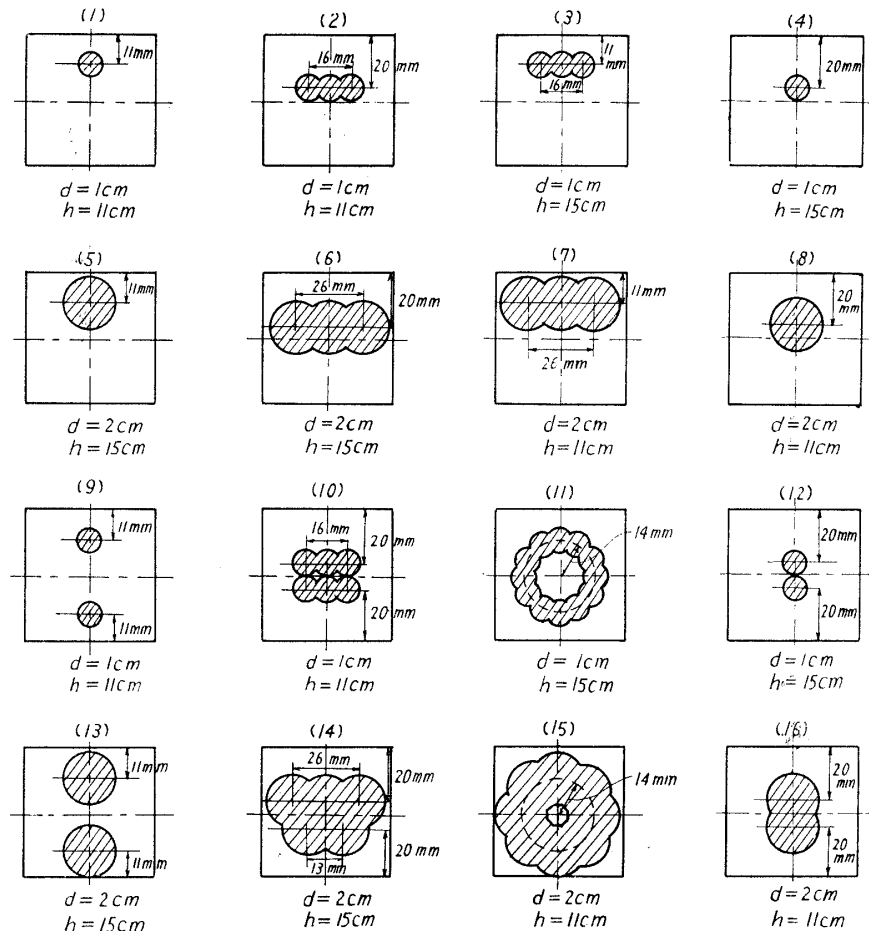 (1) (2) (3) (4)
11mm 16mm 20 mm 11 mm 16mm 20mm
d = 1cm d = 1cm d = 1cm d = 1cm
h = 11cm h = 11cm h = 15cm h = 15cm
(5) (6) (7) (8)
11mm 26 mm 20mm 11mm 26 mm 20 mm
d = 2cm d = 2cm d = 2cm d = 2cm
h = 15cm h = 15cm h = 11cm h = 11cm
(9) (10) (11) (12)
11mm 16 mm 20 mm 14 mm 20mm
11mm 20 mm 20mm
d = 1cm d = 1cm d = 1cm d = 1cm
h = 11cm h = 11cm h = 15cm h = 15cm
(13) (14) (15) (16)
11mm 26 mm 20mm 14 mm 20 mm
11mm 13 mm 20 mm 20 mm
d = 2cm d = 2cm d = 2cm d = 2cm
h = 15cm h = 15cm h = 11cm h = 11cm